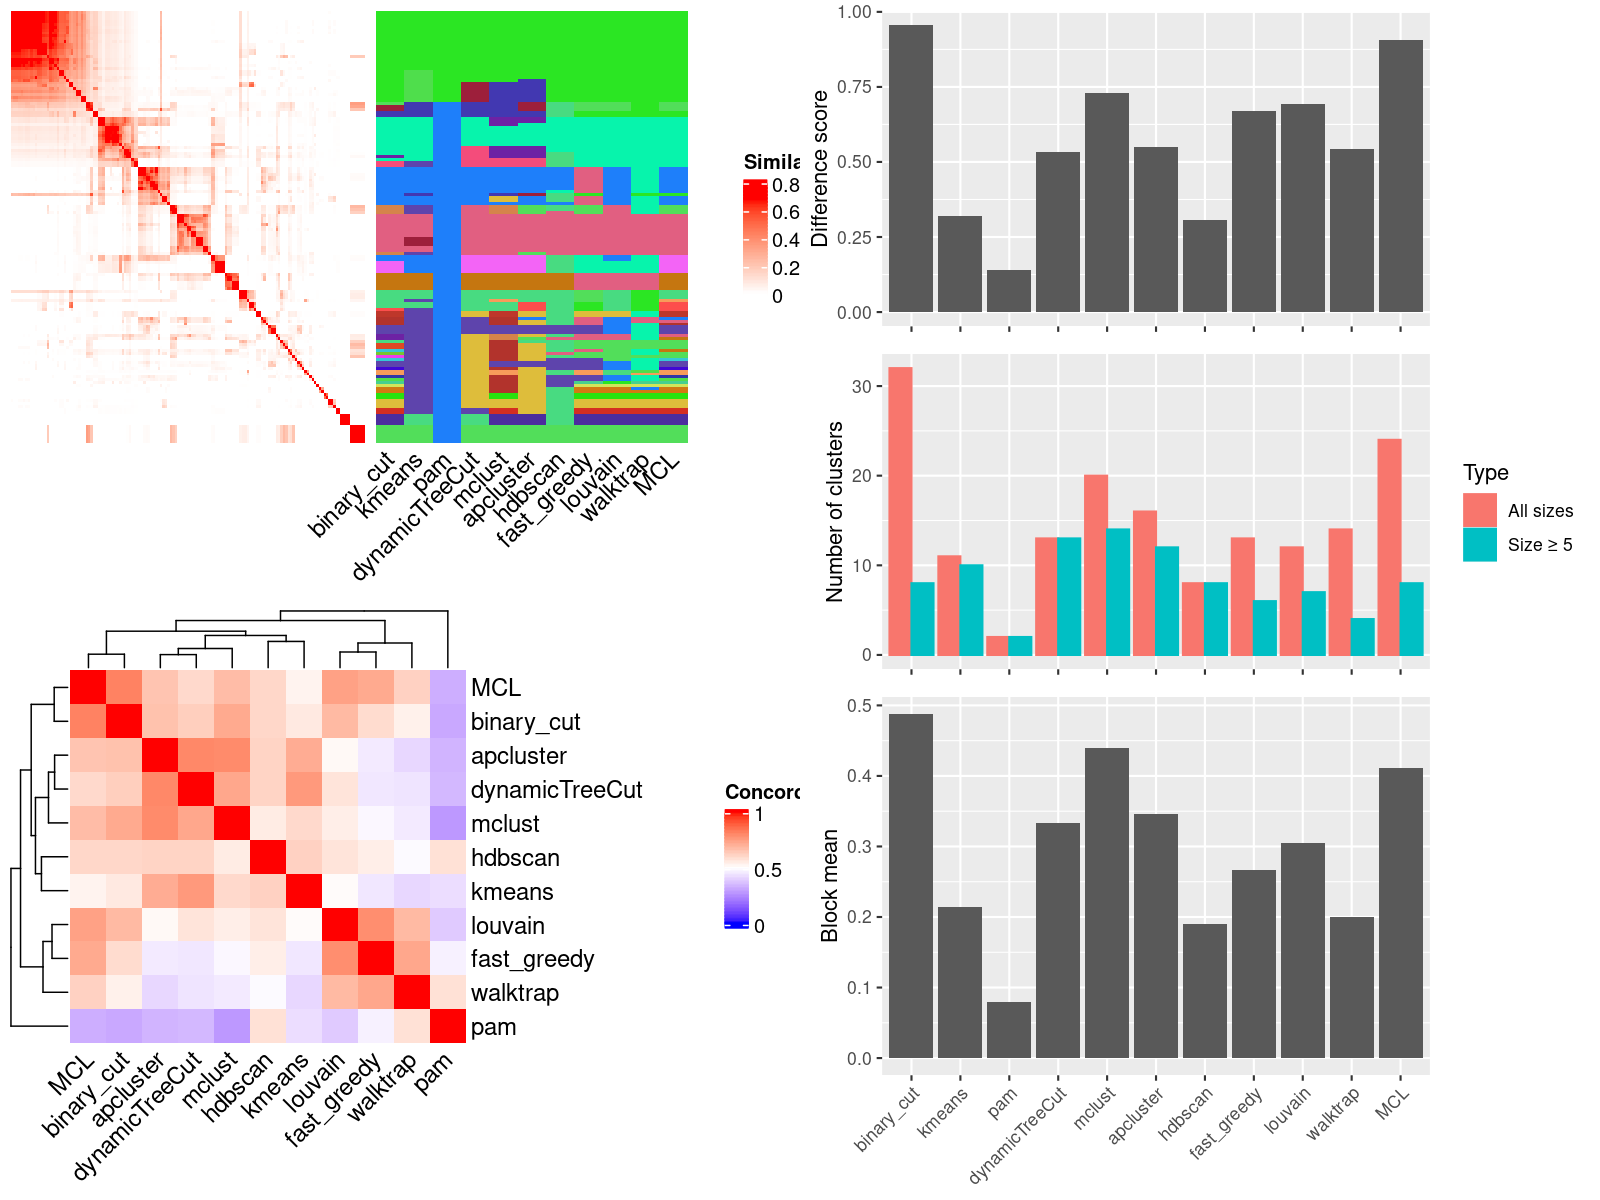 Simila
0.8
0.6
0.4
0.2
0
binary_cut
kmeans
pam
dynamicTreeCut
mclust
apcluster
hdbscan
fast_greedy
louvain
walktrap
MCL
Difference score
1.00
0.75
0.50
0.25
0.00
Number of clusters
30
20
10
0
Type
All sizes
Size ≥ 5
MCL
binary_cut
apcluster
dynamicTreeCut
mclust
hdbscan
kmeans
louvain
fast_greedy
walktrap
pam
MCL
binary_cut
apcluster
dynamicTreeCut
mclust
hdbscan
kmeans
louvain
fast_greedy
walktrap
pam
Concord
1
0.5
0
Block mean
0.5
0.4
0.3
0.2
0.1
0.0
binary_cut
kmeans
pam
dynamicTreeCut
mclust
apcluster
hdbscan
fast_greedy
louvain
walktrap
MCL